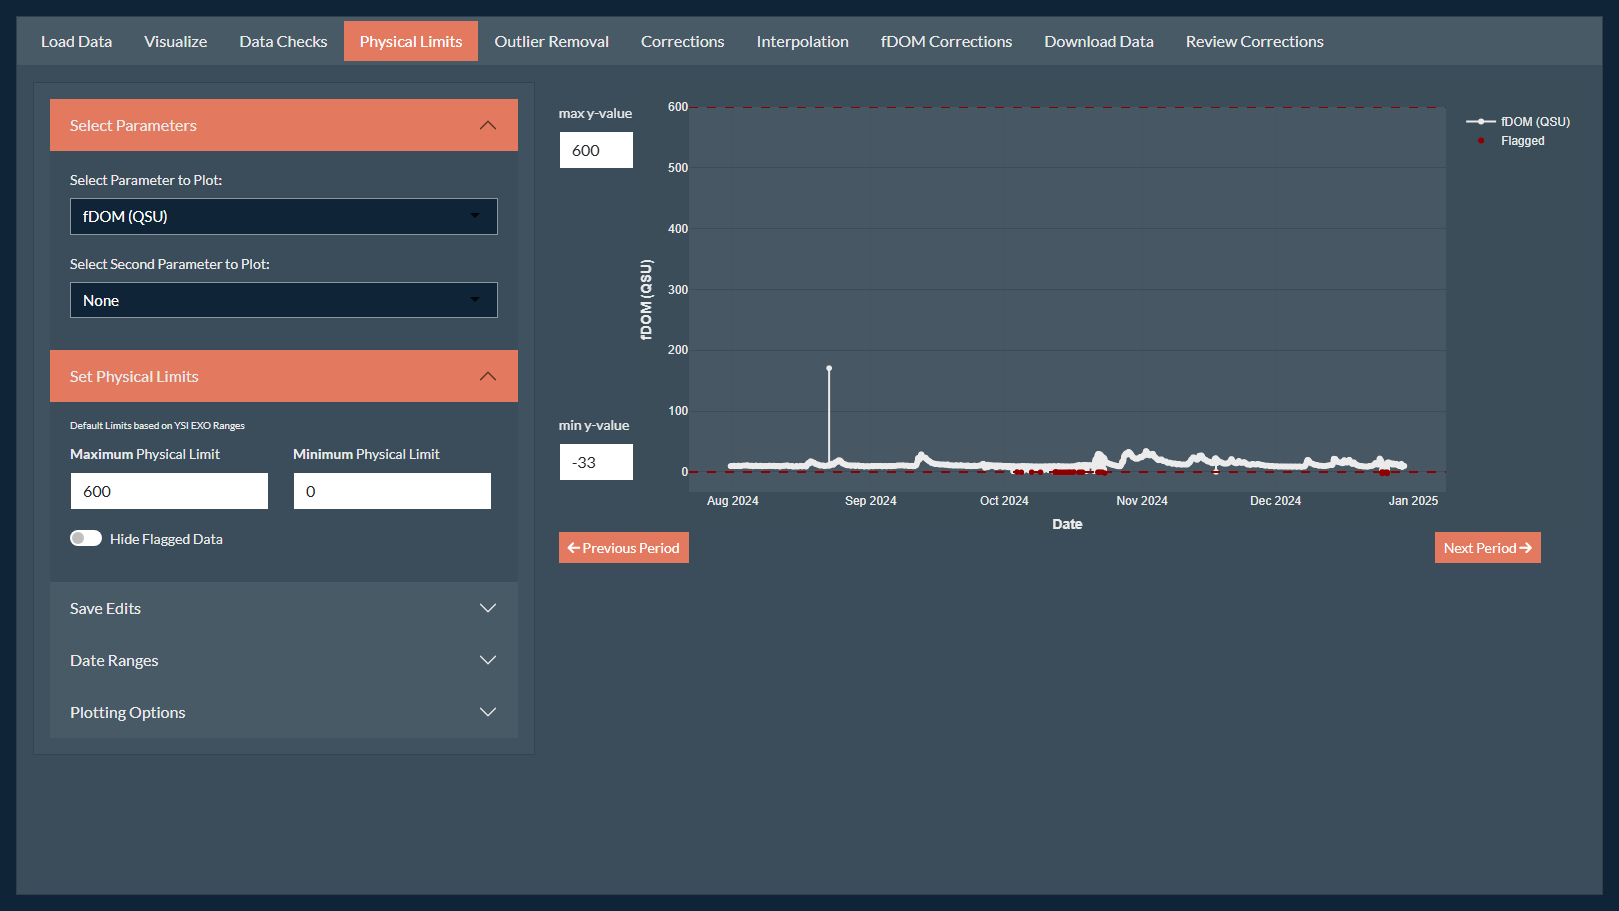 Load Data
Visualize
Data Checks
Physical Limits
Outlier Removal
Corrections
Interpolation
fDOM Corrections
Download Data
Review Corrections
Select Parameters
Select Parameter to Plot:
fDOM (QSU)
Select Second Parameter to Plot:
None
Set Physical Limits
Default Limits based on YSI EXO Ranges
Maximum Physical Limit
Minimum Physical Limit
600
0
Hide Flagged Data
Save Edits
Date Ranges
Plotting Options
max y-value
600
min y-value
-33
600
500
400
300
200
100
0
fDOM (QSU)
Aug 2024
Sep 2024
Oct 2024
Nov 2024
Dec 2024
Jan 2025
Date
fDOM (QSU)
Flagged
Previous Period
Next Period